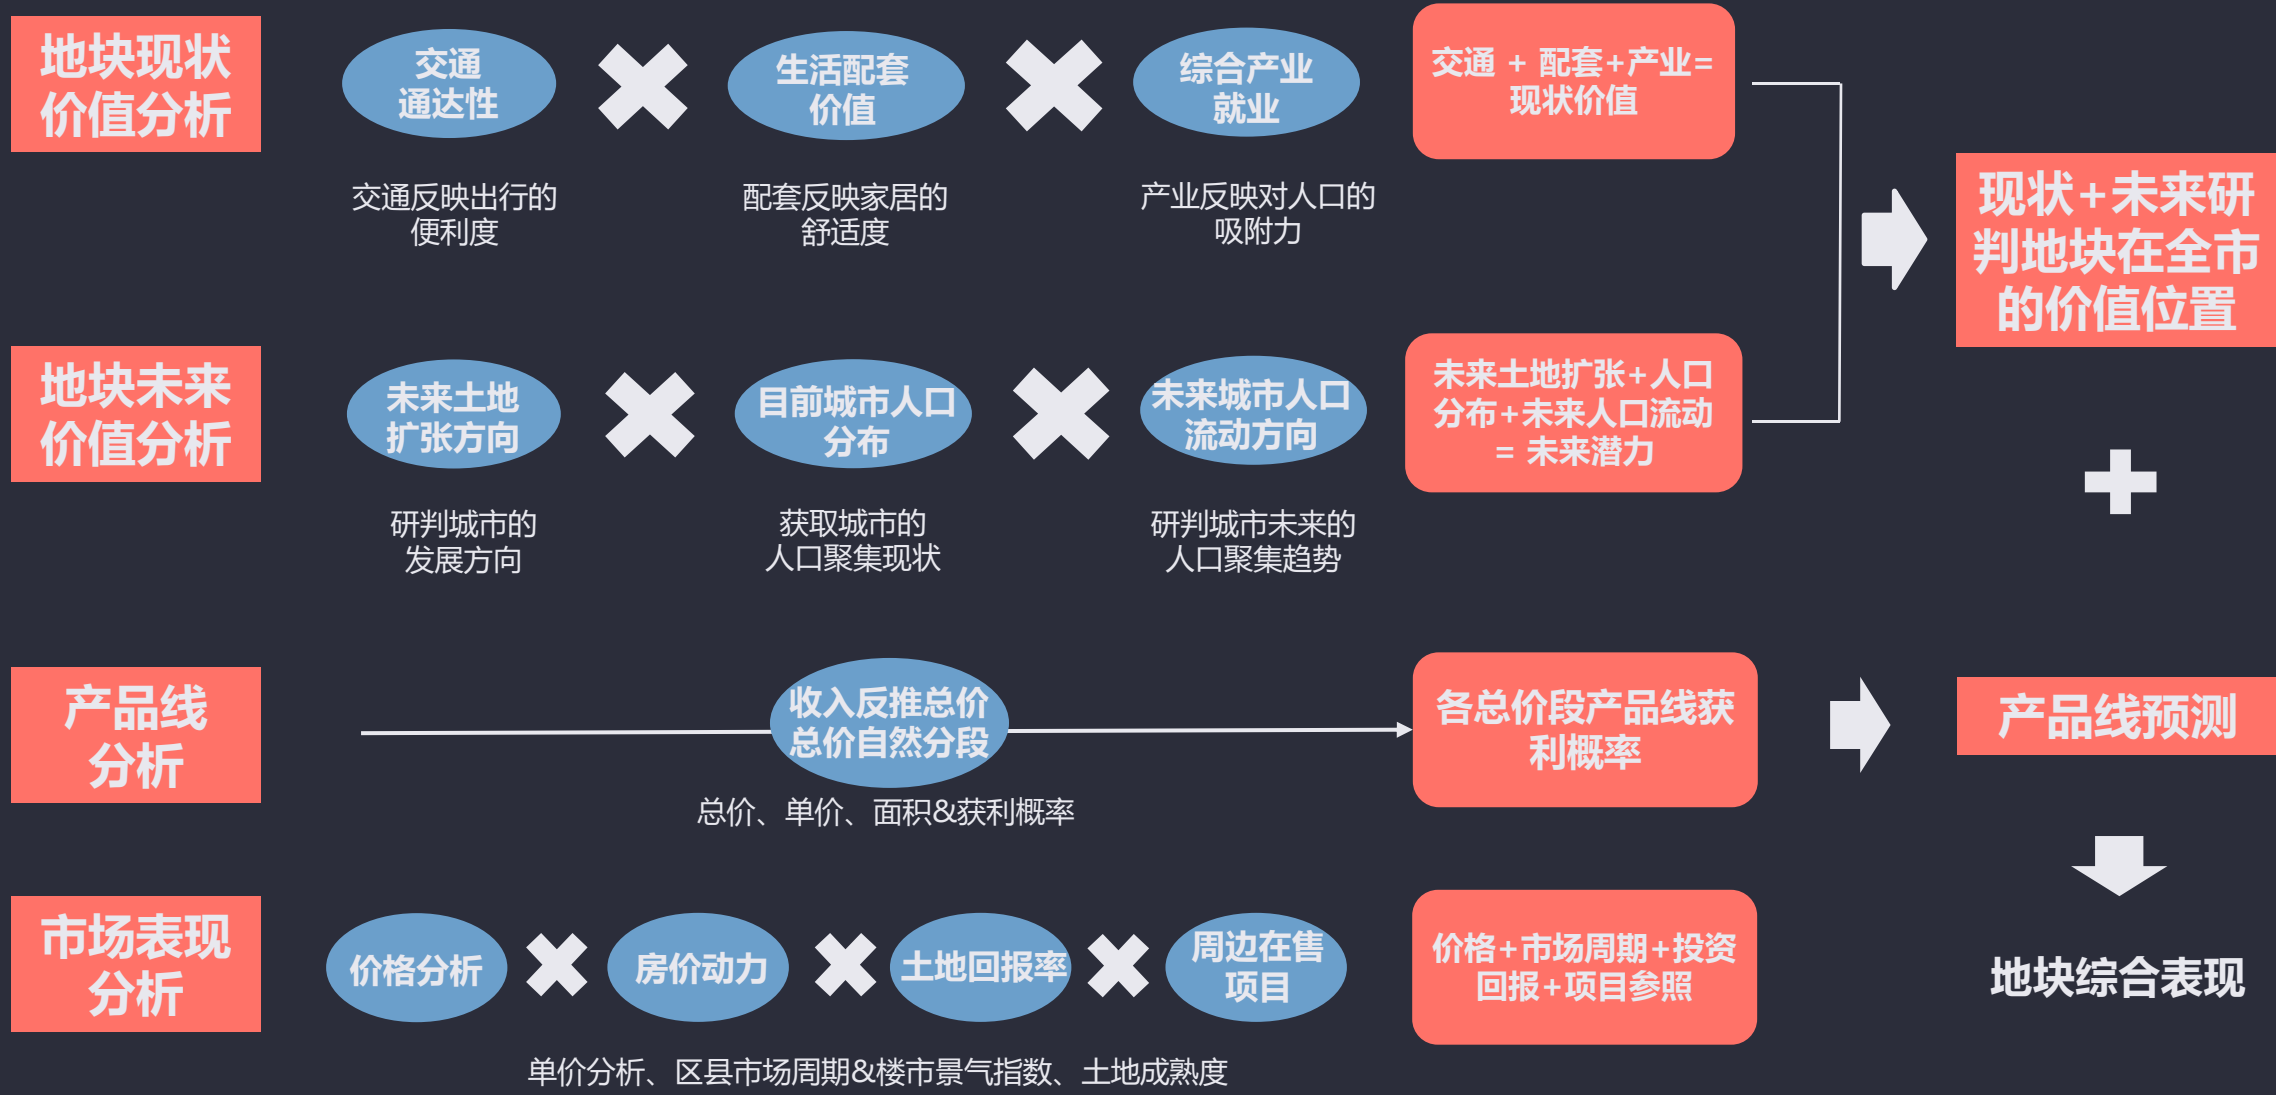 地块现状
价值分析
交通
通达性
生活配套
价值
综合产业
就业
交通 + 配套+产业=
现状价值
交通反映出行的
便利度
配套反映家居的
舒适度
产业反映对人口的
吸附力
现状+未来研
判地块在全市
的价值位置
地块未来
价值分析
未来土地
扩张方向
目前城市人口
分布
未来城市人口
流动方向
未来土地扩张+人口
分布+未来人口流动
= 未来潜力
研判城市的
发展方向
获取城市的
人口聚集现状
研判城市未来的
人口聚集趋势
产品线
分析
收入反推总价
总价自然分段
各总价段产品线获
利概率
产品线预测
总价、单价、面积&获利概率
市场表现
分析
价格分析
房价动力
土地回报率
周边在售
项目
价格+市场周期+投资
回报+项目参照
地块综合表现
单价分析、区县市场周期&楼市景气指数、土地成熟度